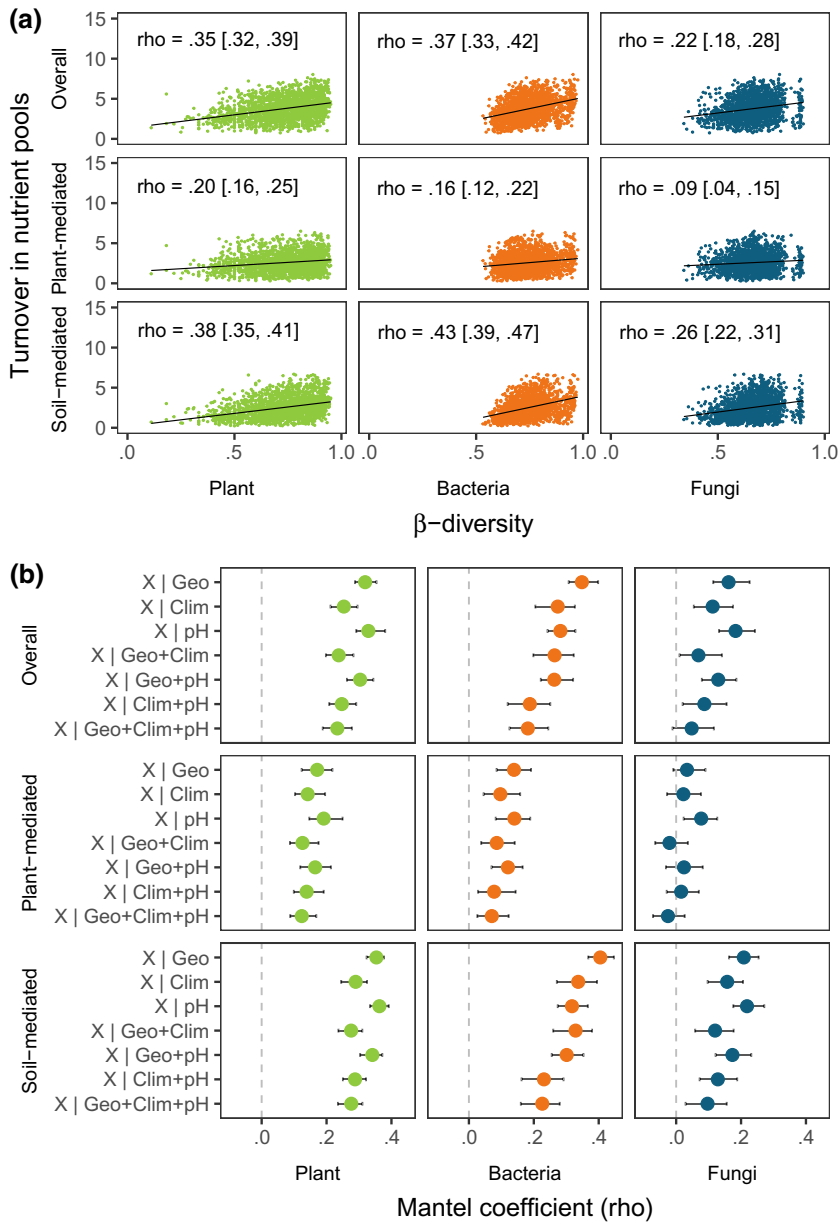 (a)
Turnover in nutrient pools
Overall
15
10
5
0
rho = .35 [.32, .39]
rho = .37 [.33, .42]
rho = .22 [.18, .28]
Plant-mediated
15
10
5
0
rho = .20 [.16, .25]
rho = .16 [.12, .22]
rho = .09 [.04, .15]
Soil-mediated
15
10
5
0
rho = .38 [.35, .41]
rho = .43 [.39, .47]
rho = .26 [.22, .31]
.0 .5 1.0 .0 .5 1.0 .0 .5 1.0
Plant Bacteria Fungi
β-diversity
(b)
Overall
X | Geo
X | Clim
X | pH
X | Geo+Clim
X | Geo+pH
X | Clim+pH
X | Geo+Clim+pH
Plant-mediated
X | Geo
X | Clim
X | pH
X | Geo+Clim
X | Geo+pH
X | Clim+pH
X | Geo+Clim+pH
Soil-mediated
X | Geo
X | Clim
X | pH
X | Geo+Clim
X | Geo+pH
X | Clim+pH
X | Geo+Clim+pH
.0 .2 .4 .0 .2 .4 .0 .2 .4
Plant Bacteria Fungi
Mantel coefficient (rho)